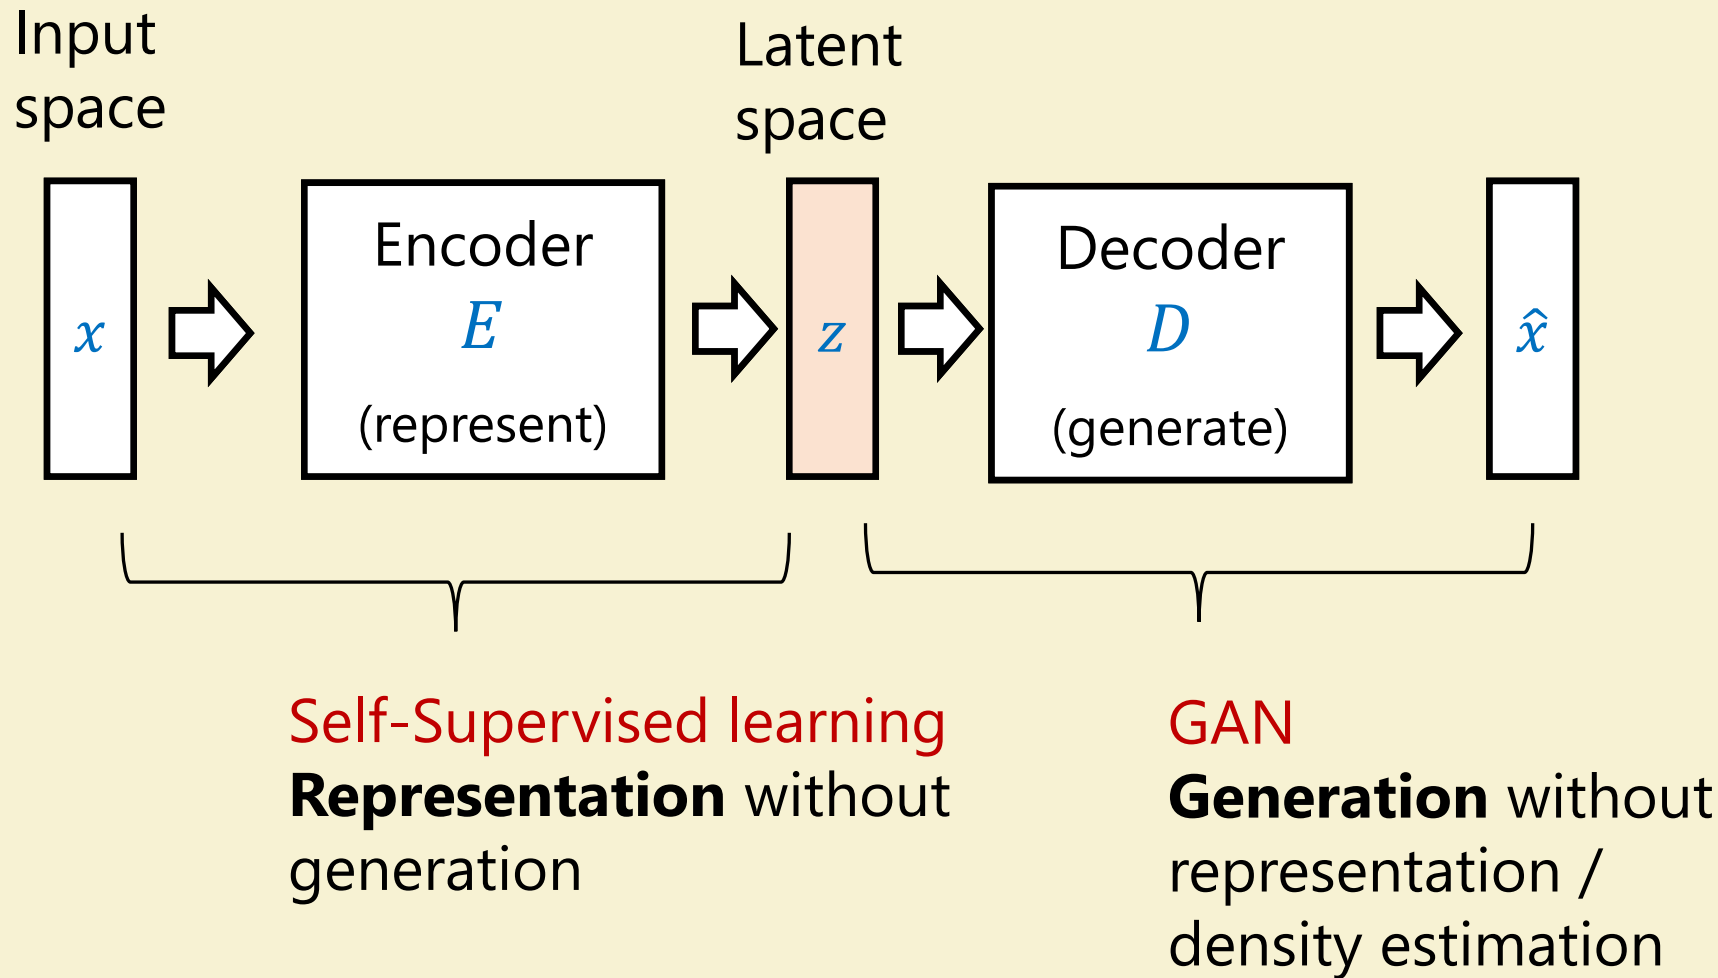 Input
space
Latent
space
x
Encoder
E
(represent)
z
Decoder
D
(generate)
x̂
Self-Supervised learning
Representation without
generation
GAN
Generation without
representation /
density estimation